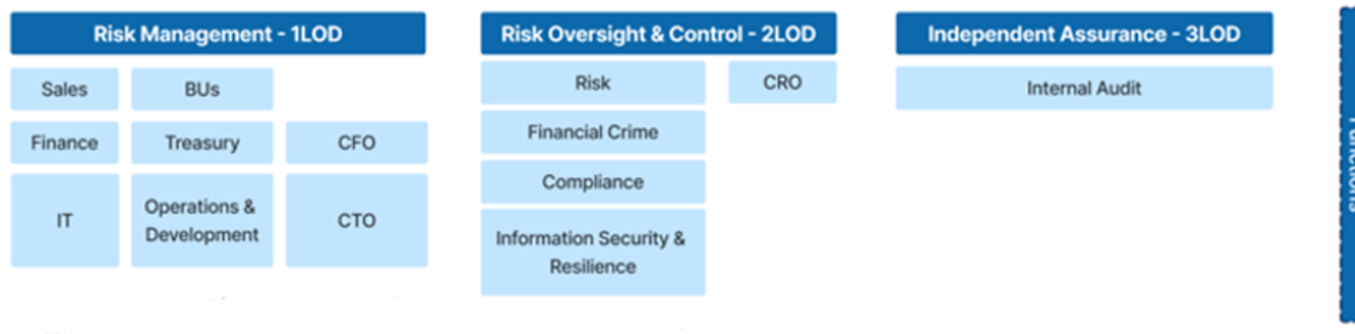 Risk Management - 1LOD
Sales
BUs
Finance
Treasury
CFO
IT
Operations &
Development
CTO
Risk Oversight & Control - 2LOD
Risk
CRO
Financial Crime
Compliance
Information Security &
Resilience
Independent Assurance - 3LOD
Internal Audit